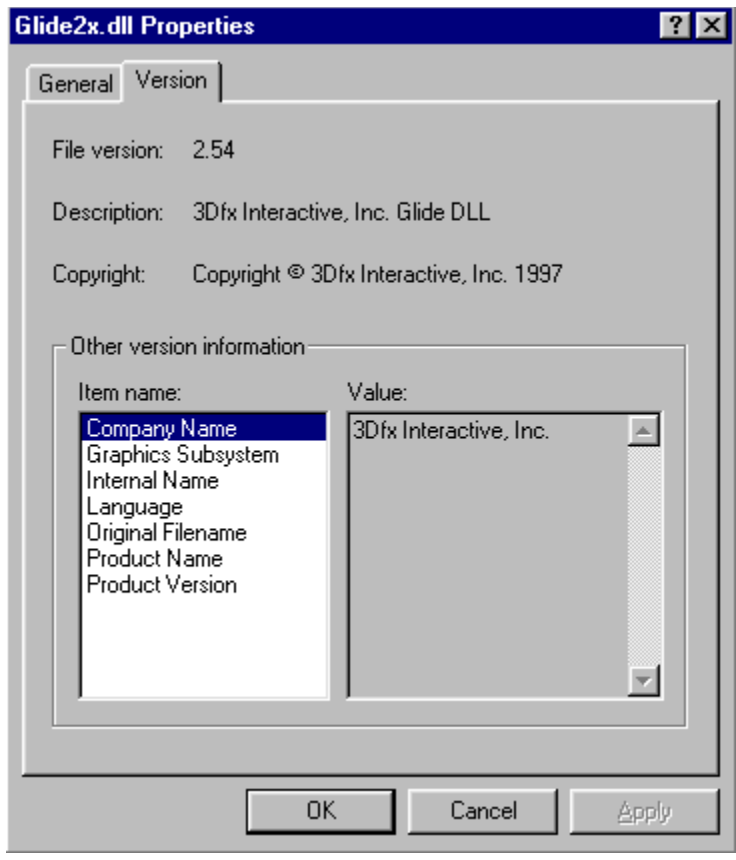 Glide2x.dll Properties
General Version
File version: 2.54
Description: 3Dfx Interactive, Inc. Glide DLL
Copyright: Copyright © 3Dfx Interactive, Inc. 1997
Other version information
Item name: Value:
Company Name 3Dfx Interactive, Inc.
Graphics Subsystem
Internal Name
Language
Original Filename
Product Name
Product Version
OK Cancel Apply